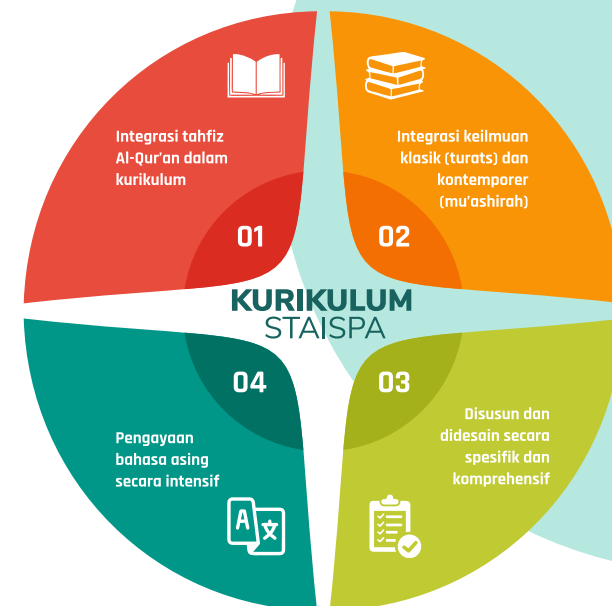 Integrasi tahfiz
Al-Qur'an dalam
kurikulum
01
Integrasi keilmuan
klasik (turats) dan
kontemporer
(mu'ashirah)
02
KURIKULUM
STAISPA
04
Pengayaan
bahasa asing
secara intensif
A 文
03
Disusun dan
didesain secara
spesifik dan
komprehensif